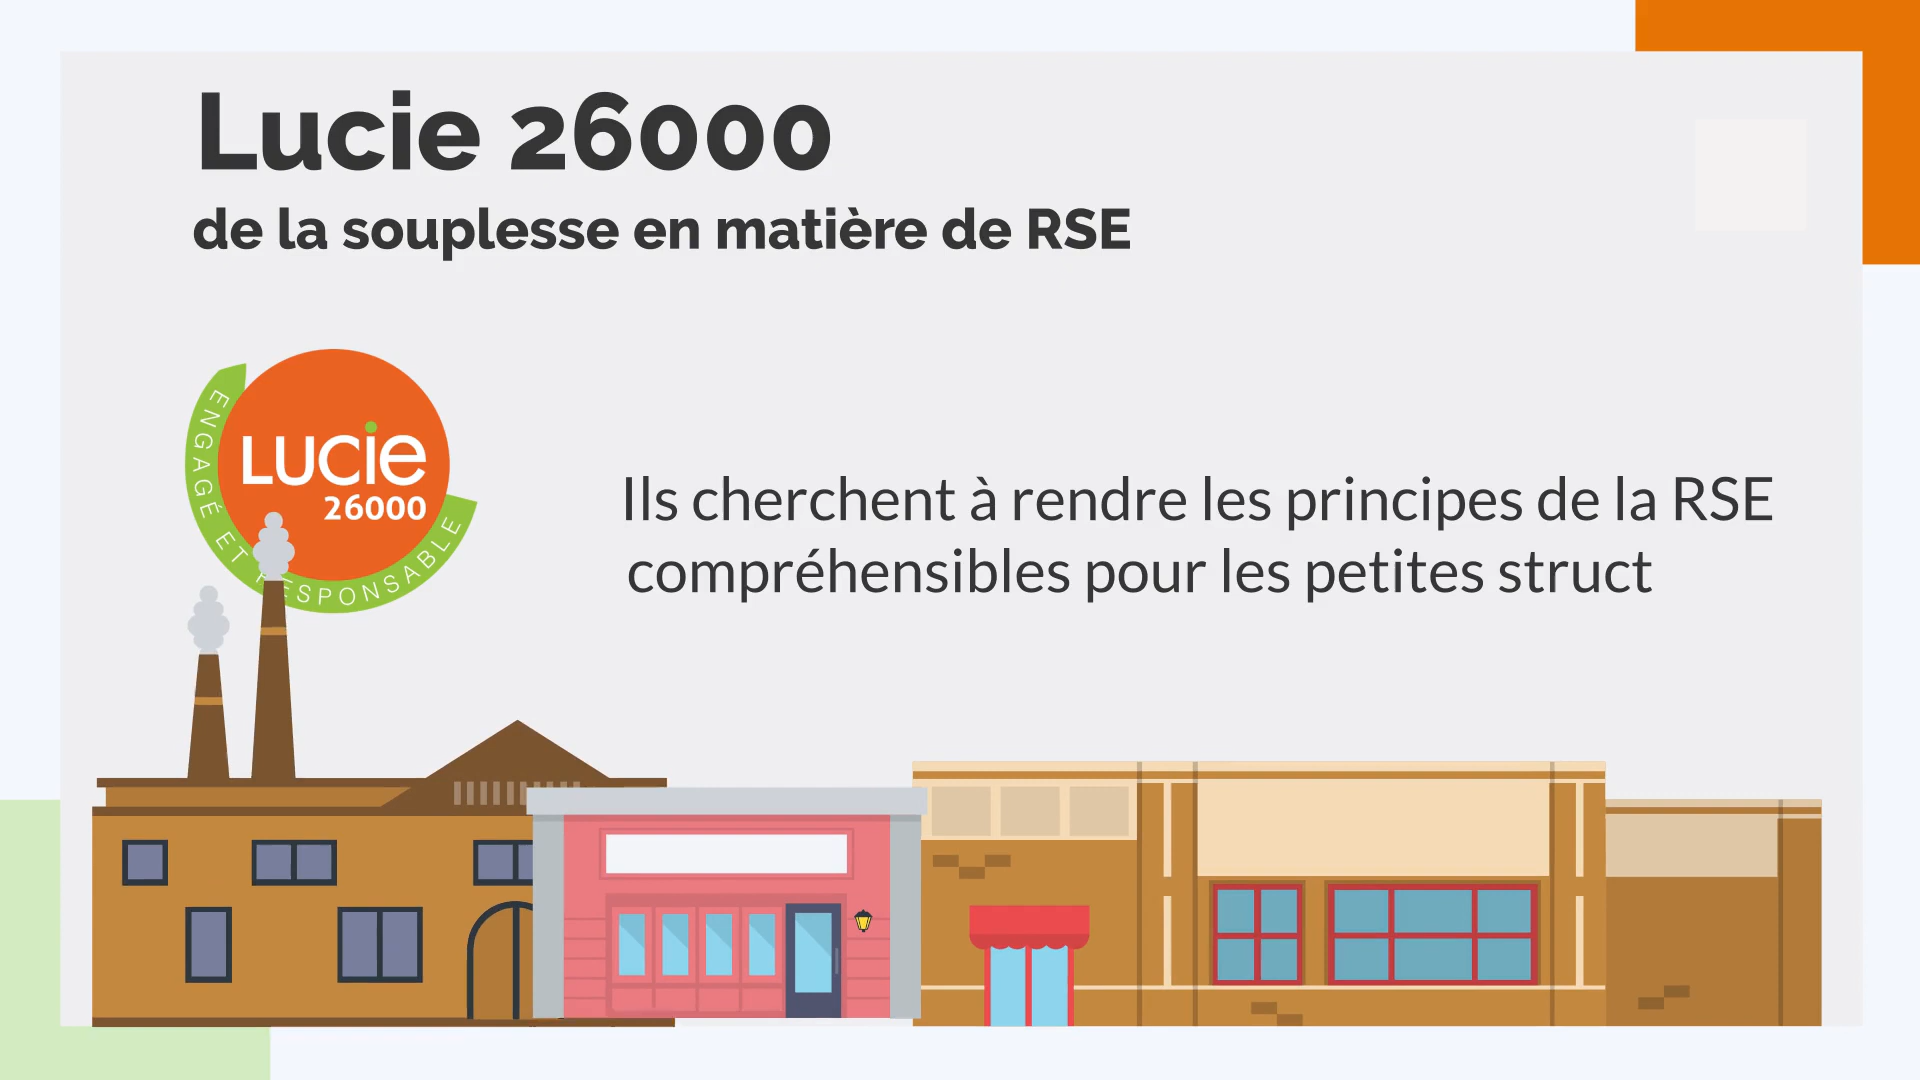 Lucie 26000
de la souplesse en matière de RSE
ENGAGÉ ET RESPONSABLE
LUCIE
26000
Ils cherchent à rendre les principes de la RSE
compréhensibles pour les petites struct